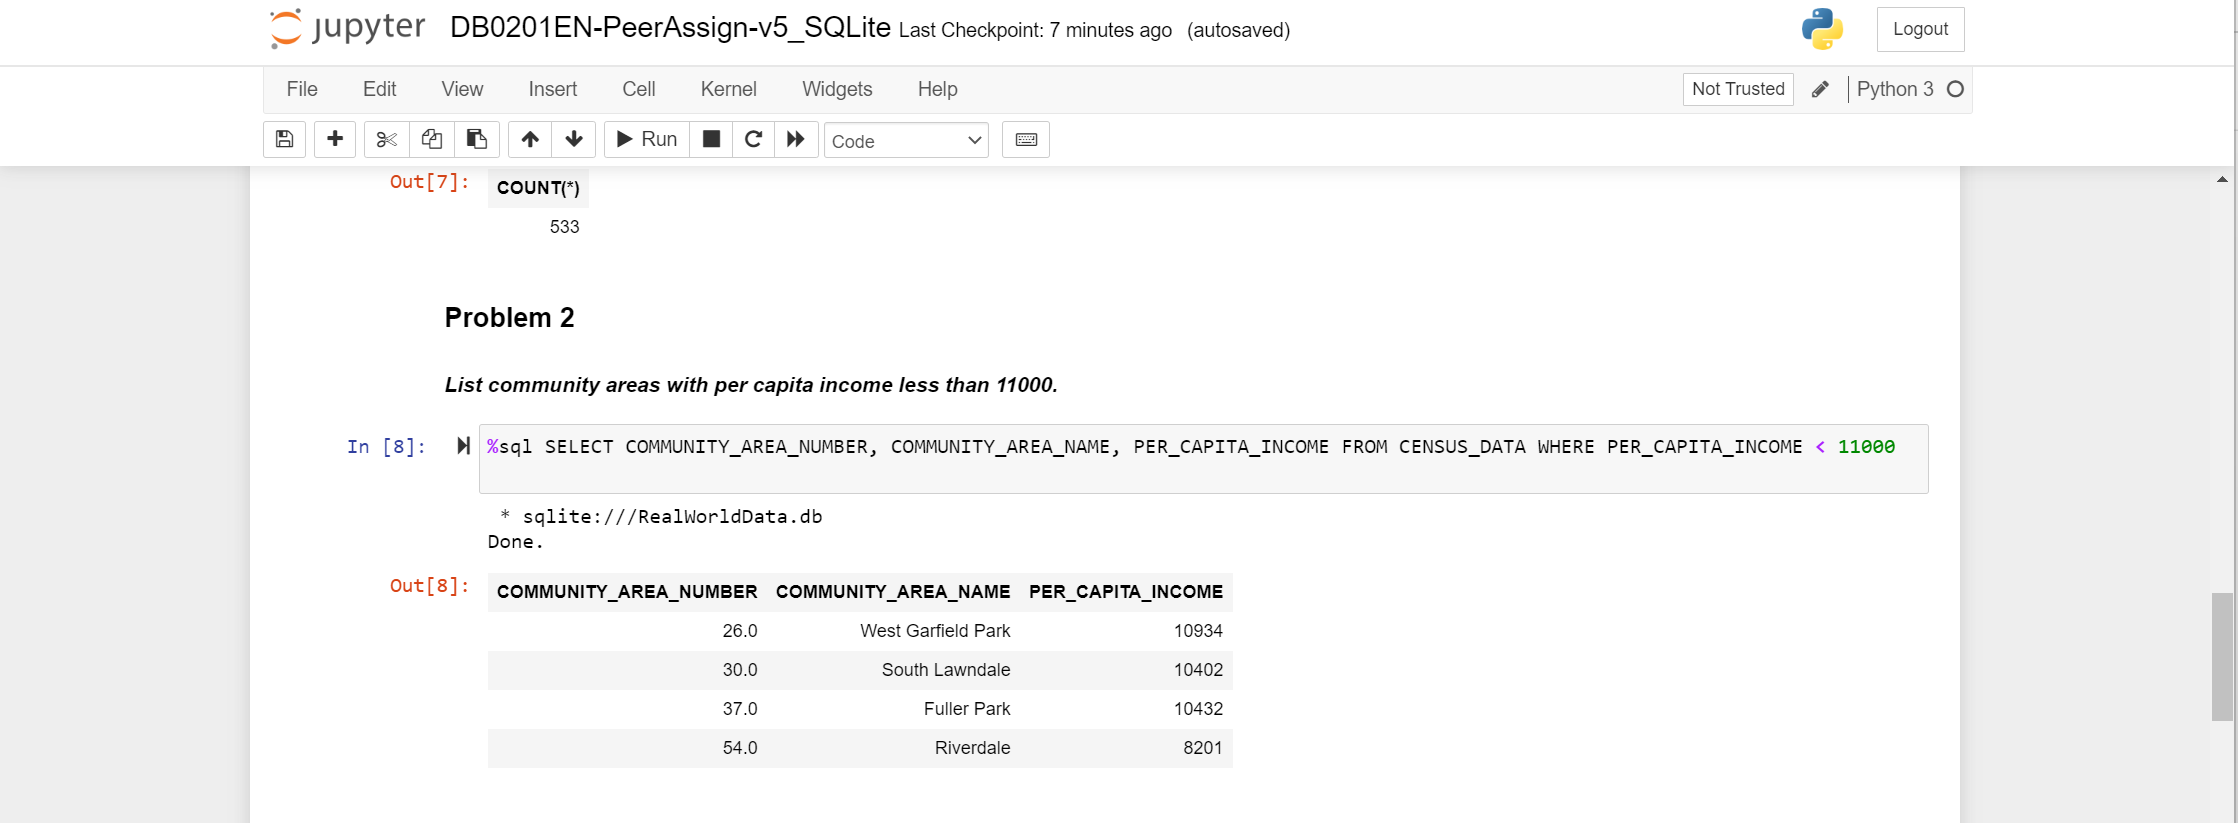 jupyter DB0201EN-PeerAssign-v5_SQLite Last Checkpoint: 7 minutes ago (autosaved) Logout
File Edit View Insert Cell Kernel Widgets Help Not Trusted Python 3
Run Code
Out[7]: COUNT(*)
533
Problem 2
List community areas with per capita income less than 11000.
In [8]: %sql SELECT COMMUNITY_AREA_NUMBER, COMMUNITY_AREA_NAME, PER_CAPITA_INCOME FROM CENSUS_DATA WHERE PER_CAPITA_INCOME < 11000
* sqlite:///RealWorldData.db
Done.
Out[8]: COMMUNITY_AREA_NUMBER COMMUNITY_AREA_NAME PER_CAPITA_INCOME
26.0 West Garfield Park 10934
30.0 South Lawndale 10402
37.0 Fuller Park 10432
54.0 Riverdale 8201